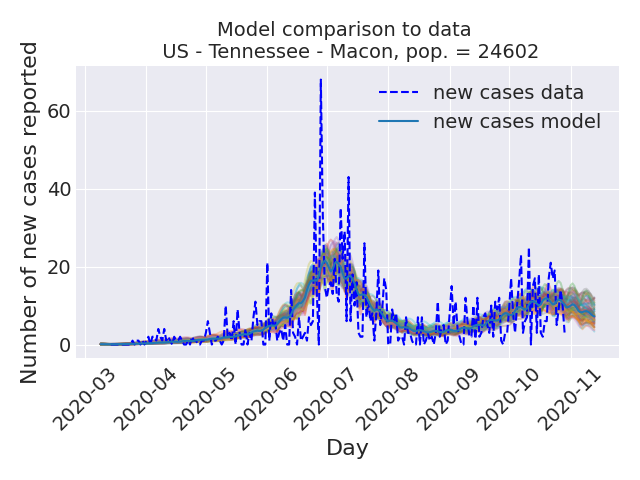 Model comparison to data
US - Tennessee - Macon, pop. = 24602
Number of new cases reported
60
40
20
0
new cases data
new cases model
2020-03
2020-04
2020-05
2020-06
2020-07
2020-08
2020-09
2020-10
2020-11
Day